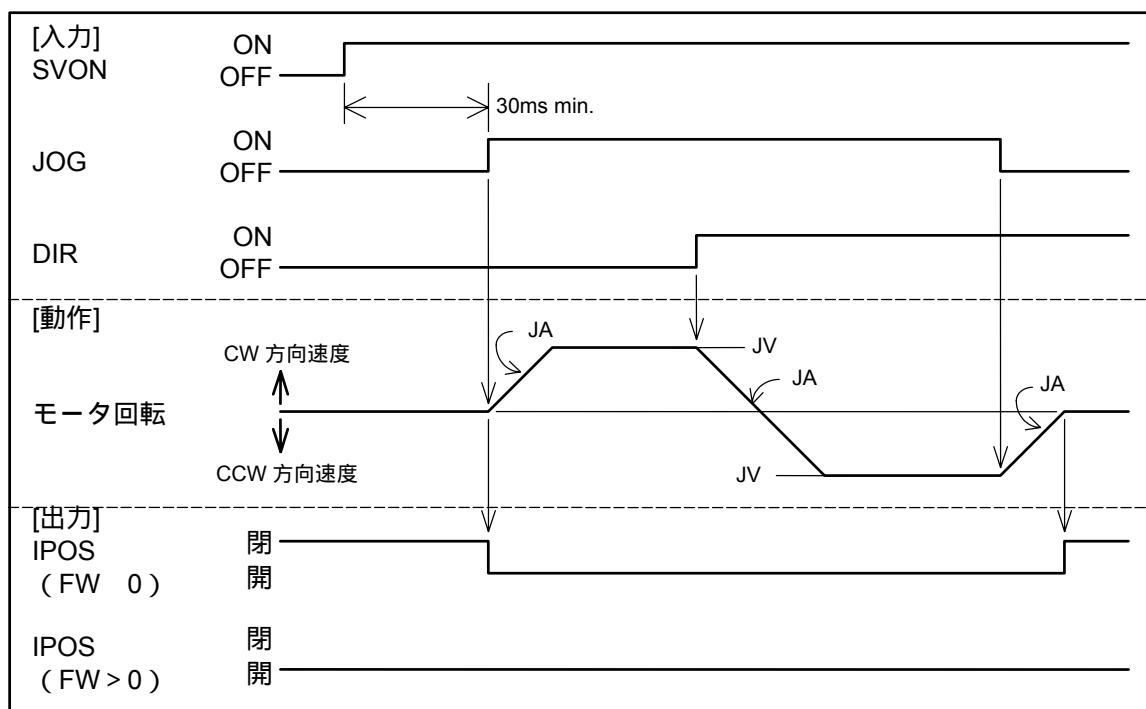 [入力]
SVON
ON
OFF
30ms min.
JOG
ON
OFF
DIR
ON
OFF
[動作]
モータ回転
CW 方向速度
CCW 方向速度
JA
JV
JA
JV
JA
[出力]
IPOS
( FW 0 )
閉
開
IPOS
( FW > 0 )
閉
開